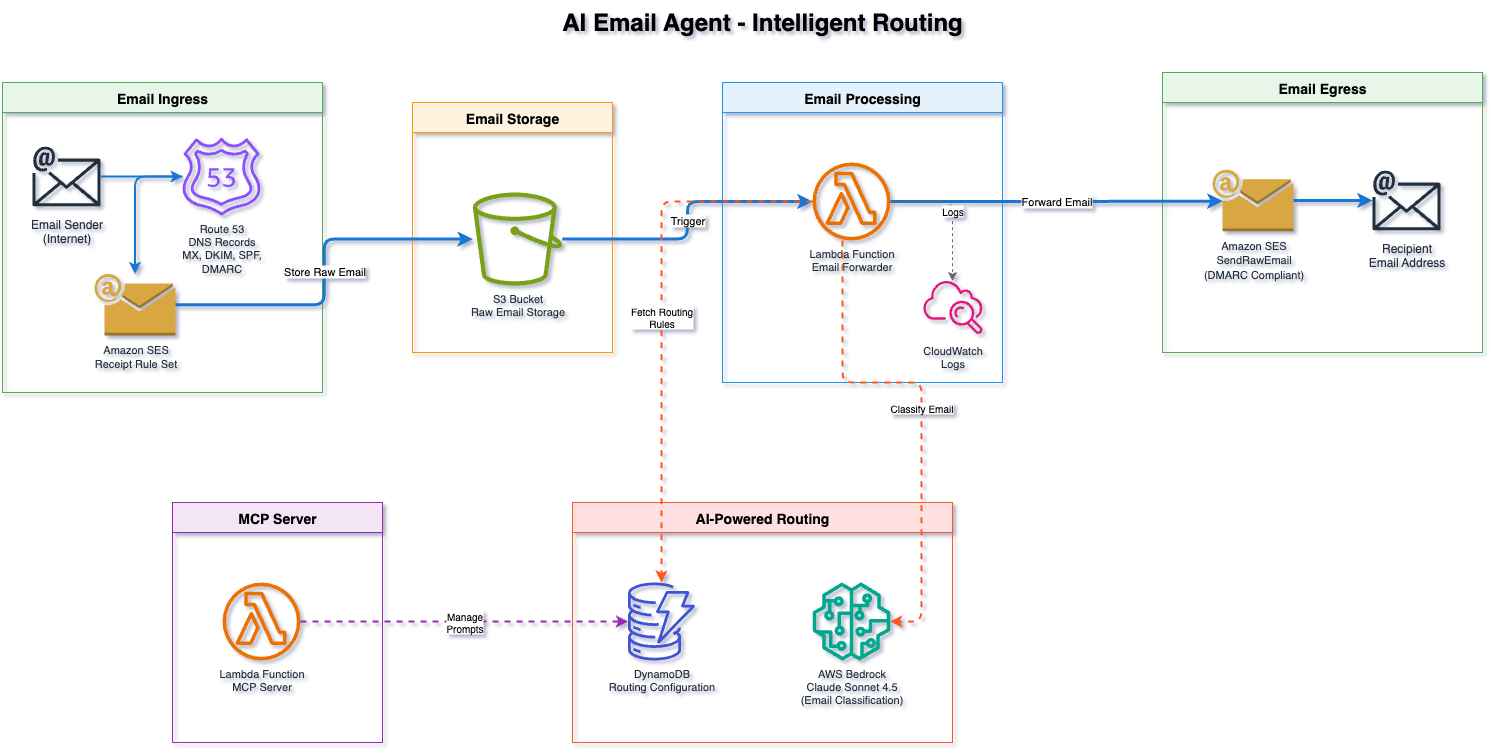 AI Email Agent - Intelligent Routing
Email Ingress
@
Email Sender
(Internet)
53
Route 53
DNS Records
MX, DKIM, SPF,
DMARC
@
Amazon SES
Receipt Rule Set
Store Raw Email
Email Storage
S3 Bucket
Raw Email Storage
Trigger
Fetch Routing
Rules
Email Processing
Lambda Function
Email Forwarder
Logs
CloudWatch
Logs
Classify Email
Forward Email
Email Egress
@
Amazon SES
SendRawEmail
(DMARC Compliant)
@
Recipient
Email Address
MCP Server
Lambda Function
MCP Server
Manage
Prompts
AI-Powered Routing
DynamoDB
Routing Configuration
AWS Bedrock
Claude Sonnet 4.5
(Email Classification)